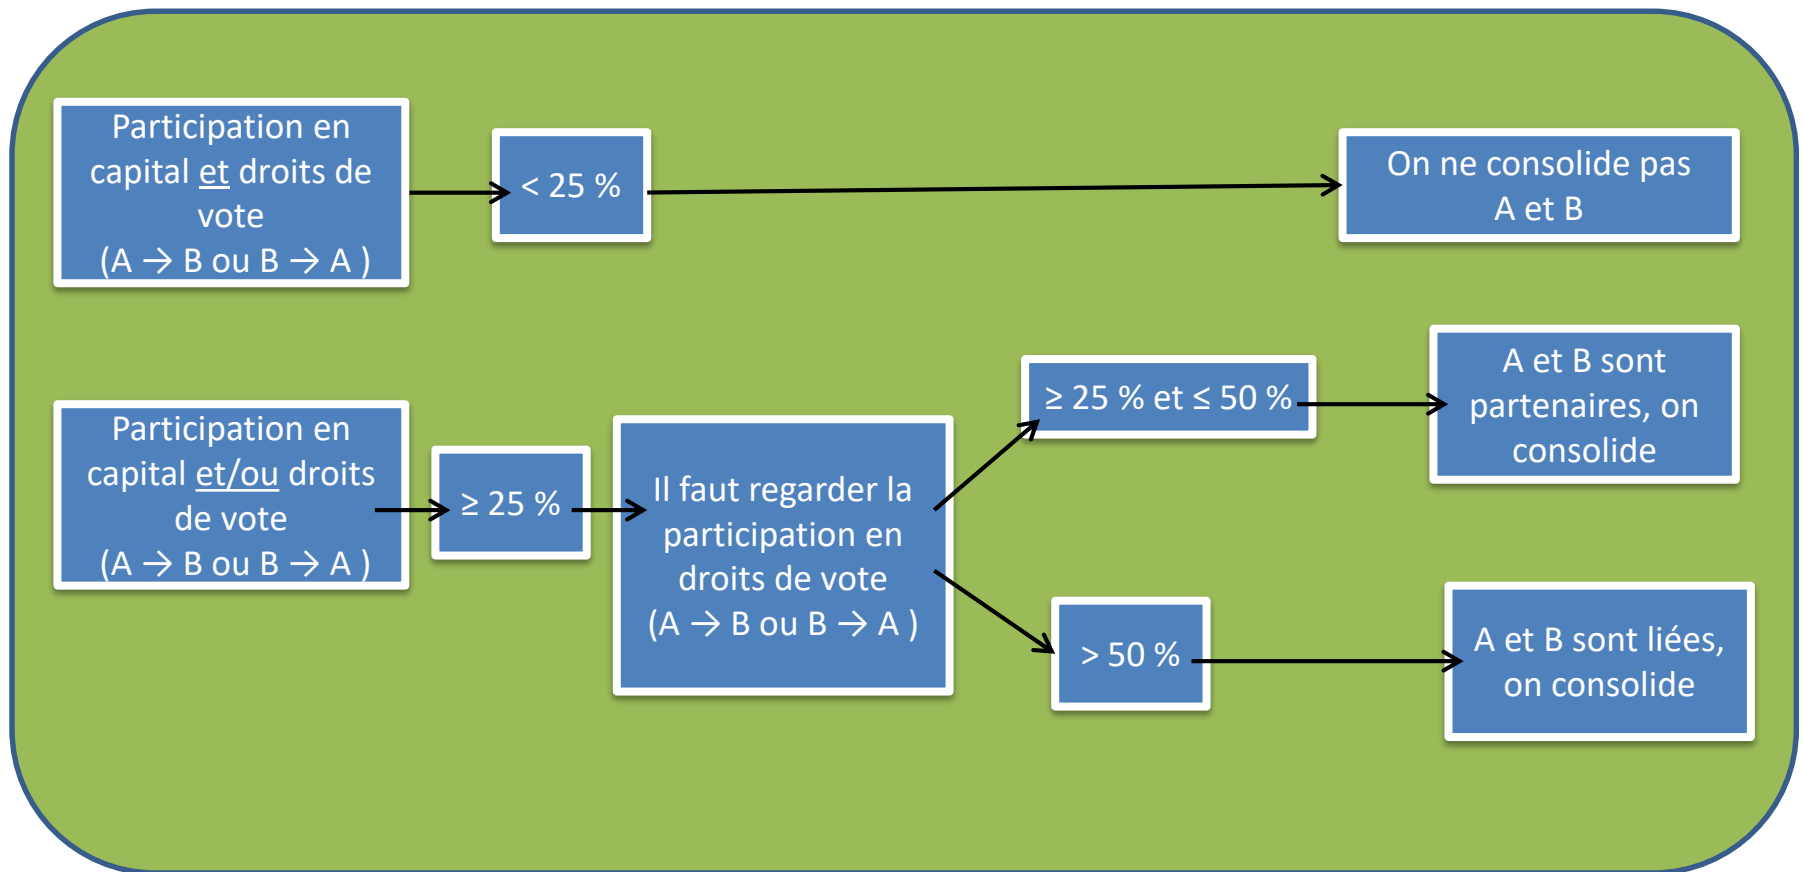 Participation en
capital et droits de
vote
(A → B ou B → A )
< 25 %
On ne consolide pas
A et B
Participation en
capital et/ou droits
de vote
(A → B ou B → A )
≥ 25 %
Il faut regarder la
participation en
droits de vote
(A → B ou B → A )
≥ 25 % et ≤ 50 %
A et B sont
partenaires, on
consolide
> 50 %
A et B sont liées,
on consolide